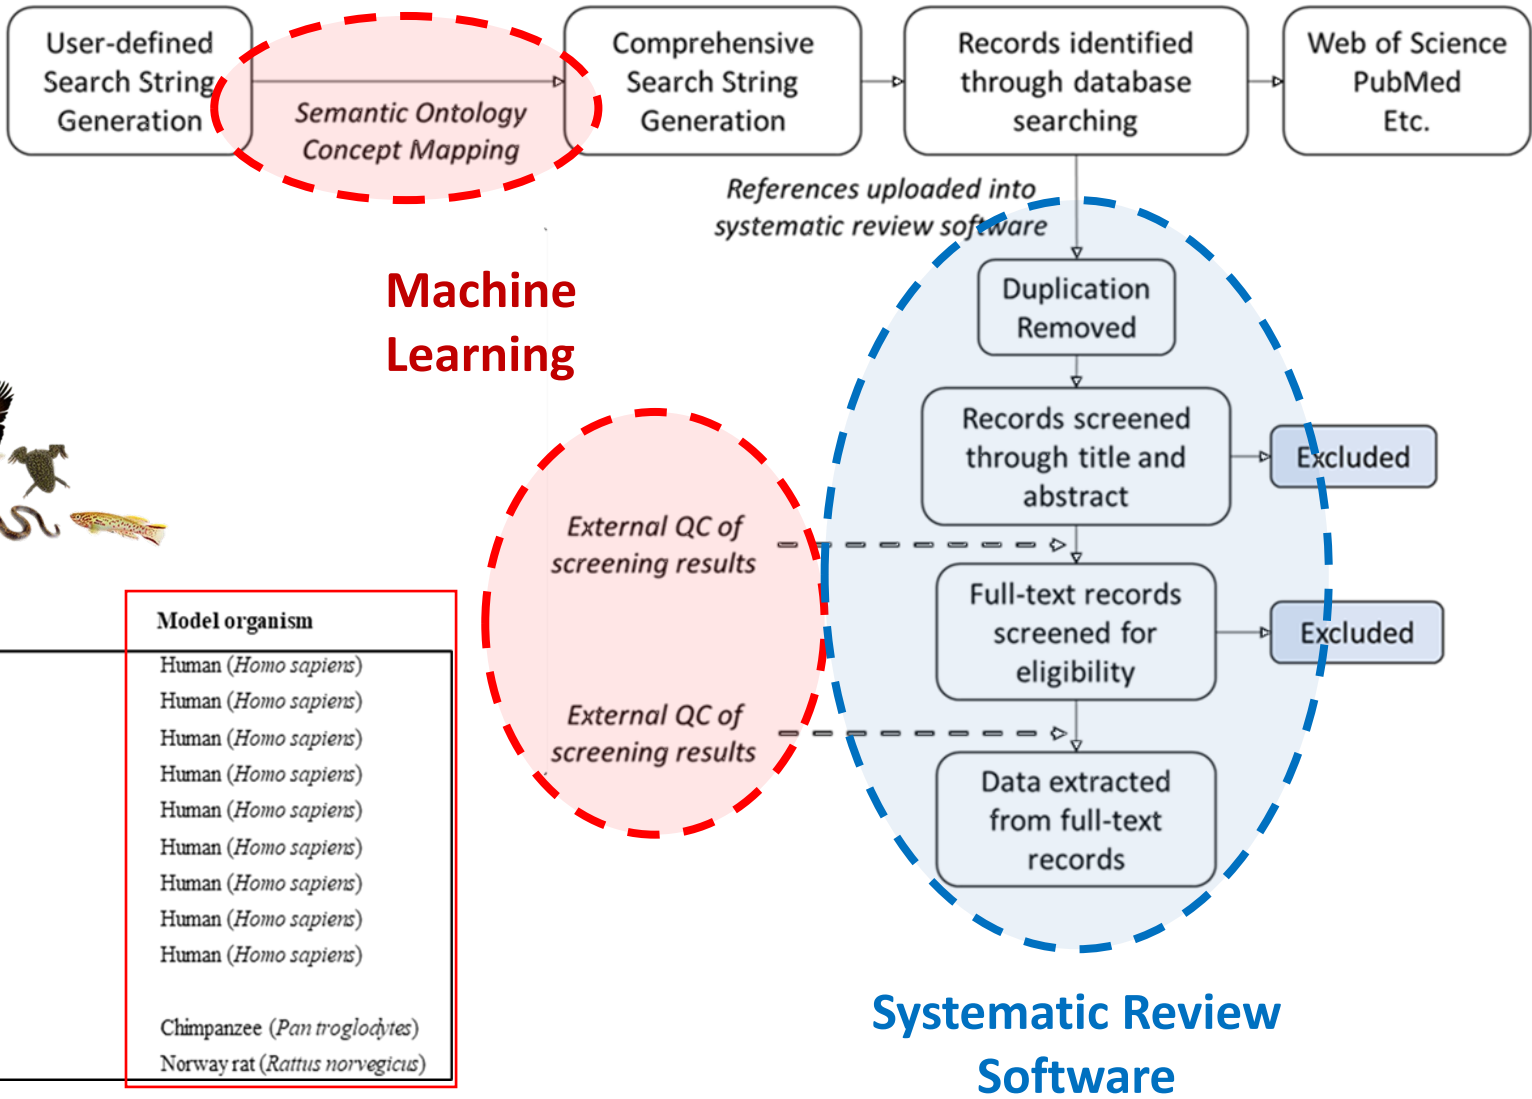 User-defined
Search String
Generation
Semantic Ontology
Concept Mapping
Comprehensive
Search String
Generation
Records identified
through database
searching
Web of Science
PubMed
Etc.
References uploaded into
systematic review software
Machine
Learning
Duplication
Removed
Records screened
through title and
abstract
Excluded
External QC of
screening results
Full-text records
screened for
eligibility
Excluded
External QC of
screening results
Data extracted
from full-text
records
Systematic Review
Software
Model organism
Human (Homo sapiens)
Human (Homo sapiens)
Human (Homo sapiens)
Human (Homo sapiens)
Human (Homo sapiens)
Human (Homo sapiens)
Human (Homo sapiens)
Human (Homo sapiens)
Human (Homo sapiens)
Chimpanzee (Pan troglodytes)
Norway rat (Rattus norvegicus)